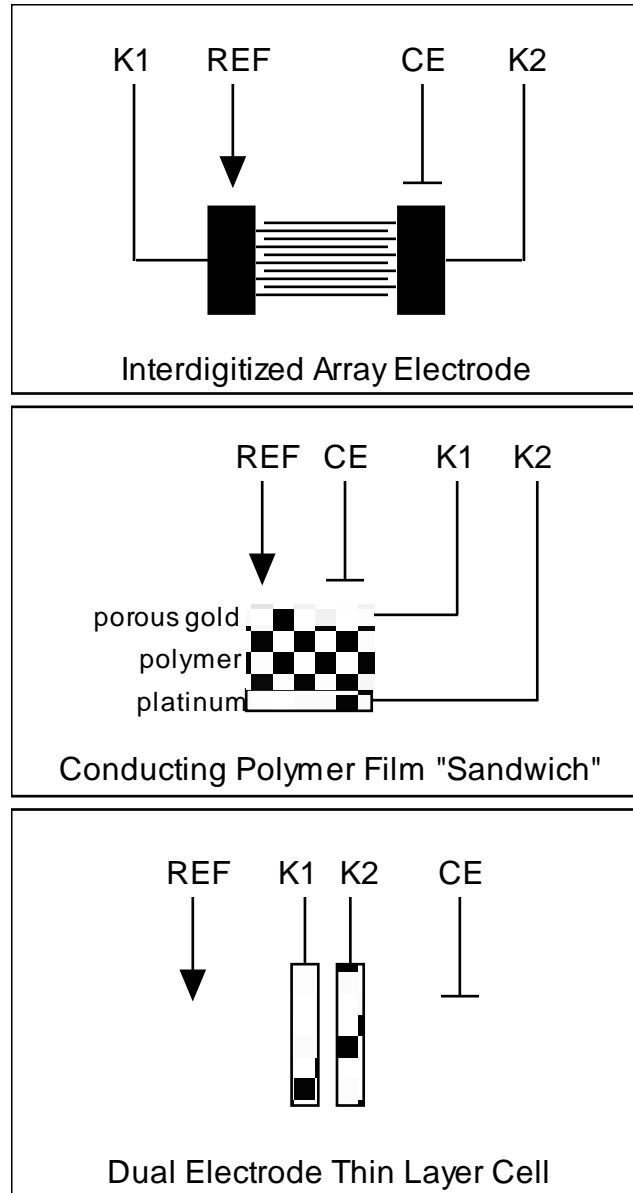 K1 REF CE K2
Interdigitized Array Electrode
REF CE K1 K2
porous gold
polymer
platinum
Conducting Polymer Film "Sandwich"
REF K1 K2 CE
Dual Electrode Thin Layer Cell